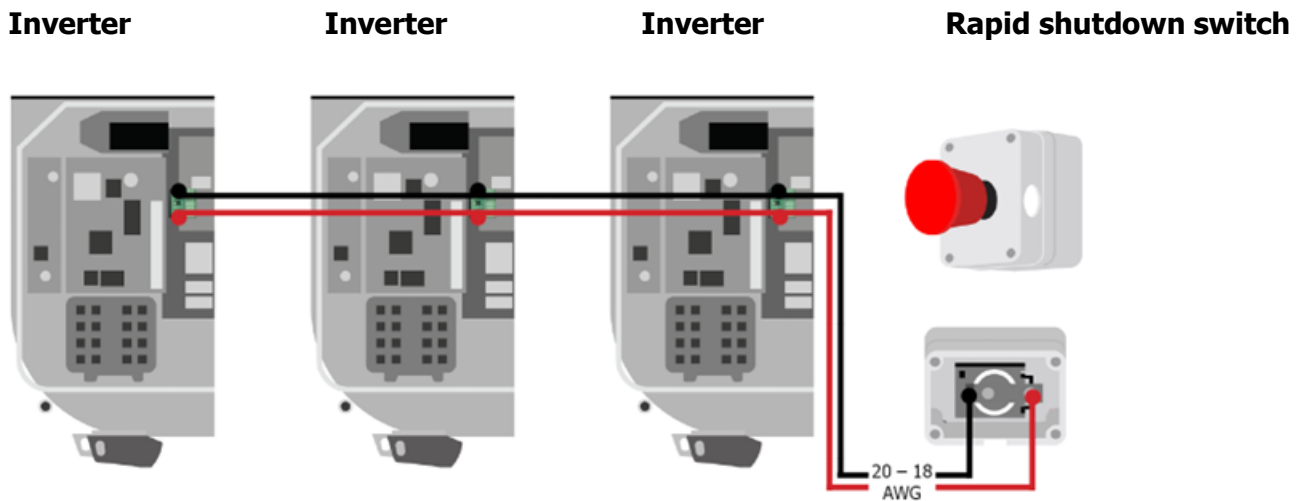 Inverter
Inverter
Inverter
Rapid shutdown switch
20 – 18
AWG